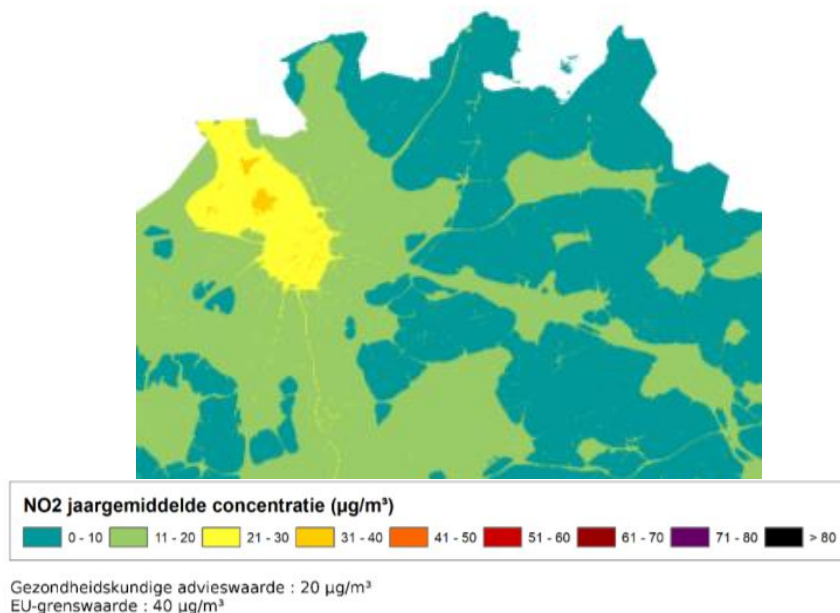 NO2 jaargemiddelde concentratie (µg/m³)
0 - 10 11 - 20 21 - 30 31 - 40 41 - 50 51 - 60 61 - 70 71 - 80 > 80
Gezondheidskundige advieswaarde : 20 µg/m³
EU-grenswaarde : 40 µg/m³